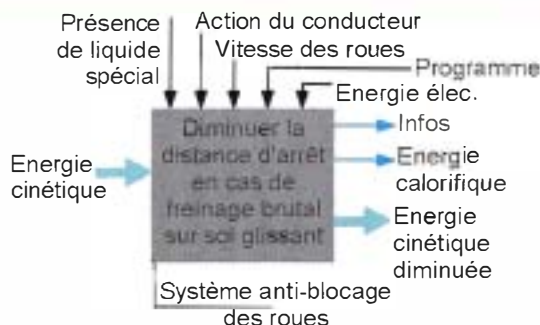 Présence
de liquide
spécial
Action du conducteur
Vitesse des roues
Programme
Energie élec.
Diminuer la
distance d'arrêt
en cas de
freinage brutal
sur sol glissant
Energie
cinétique
Infos
Energie
calorifique
Energie
cinétique
diminuée
Système anti-blocage
des roues